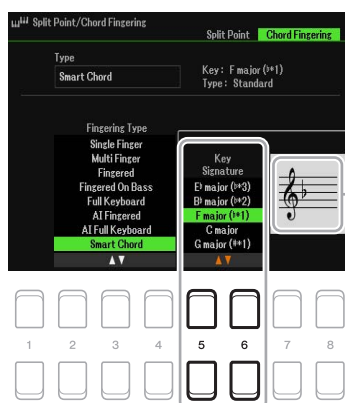 Split Point/Chord Fingering
Split Point
Chord Fingering
Type
Smart Chord
Key: F major (♭*1)
Type: Standard
Fingering Type
Single Finger
Multi Finger
Fingered
Fingered On Bass
Full Keyboard
AI Fingered
AI Full Keyboard
Smart Chord
Key
Signature
E♭ major (♭*3)
B♭ major (♭*2)
F major (♭*1)
C major
G major (#*1)
1 2 3 4 5 6 7 8